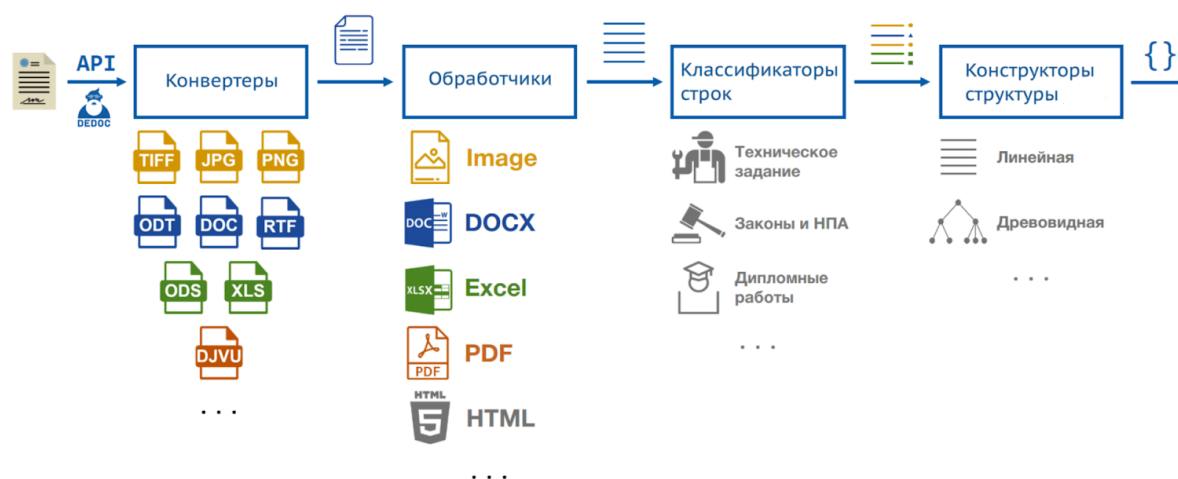 API
DEDOC
Конвертеры
TIFF JPG PNG
ODT DOC RTF
ODS XLS
DJVU
. . .
Обработчики
Image
DOC W DOCX
XLSX Excel
PDF PDF
HTML 5 HTML
. . .
Классификаторы
строк
Техническое
задание
Законы и НПА
Дипломные
работы
. . .
Конструкторы
структуры
Линейная
Древовидная
. . .
{}